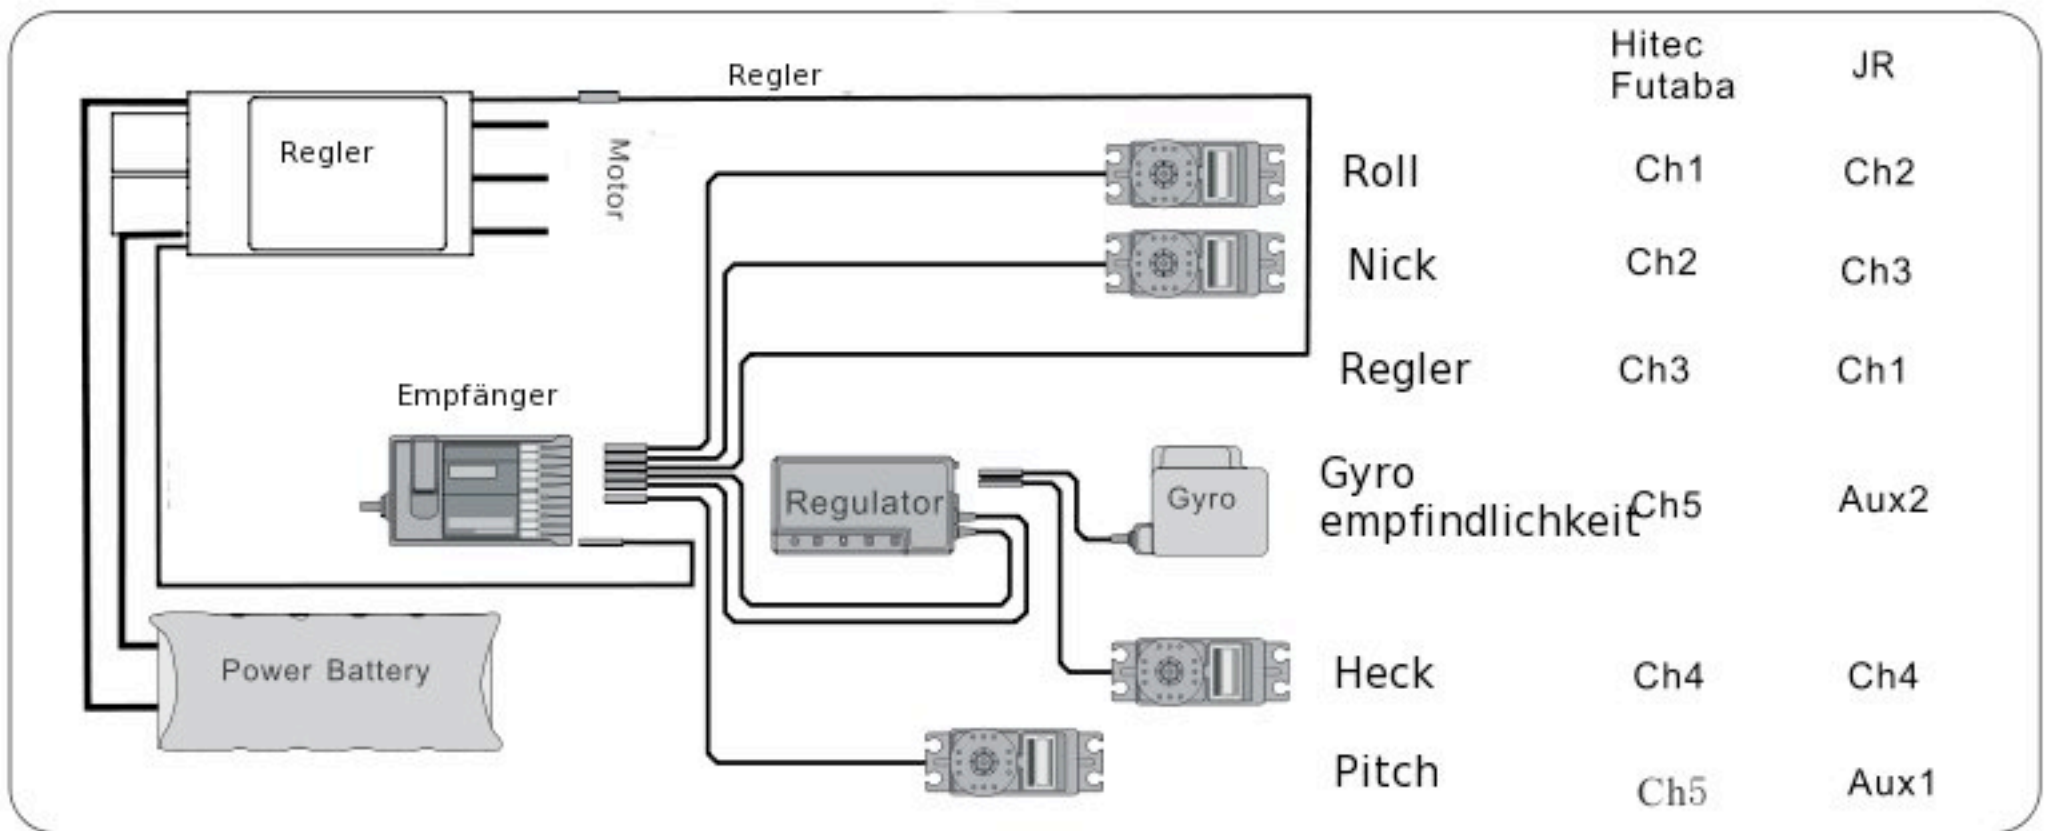 Hitec
Futaba
JR
Regler
Regler
Motor
Roll
Ch1
Ch2
Nick
Ch2
Ch3
Regler
Ch3
Ch1
Empfänger
Regulator
Gyro
Gyro
empfindlichkeit
Ch5
Aux2
Power Battery
Heck
Ch4
Ch4
Pitch
Ch5
Aux1